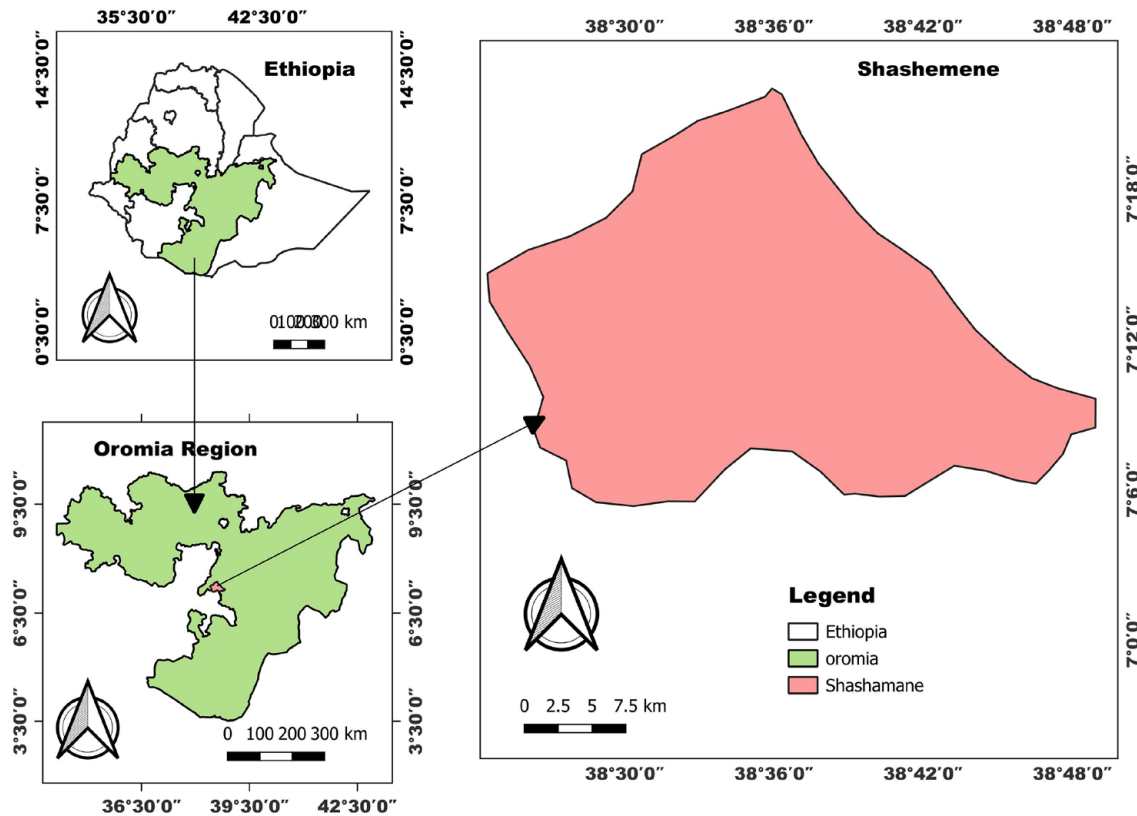 35°30′0″ 42°30′0″
Ethiopia
14°30′0″ 14°30′0″
7°30′0″ 7°30′0″
0°30′0″ 0°30′0″
0 100 200 300 km
38°30′0″ 38°36′0″ 38°42′0″ 38°48′0″
Shashemene
7°18′0″
7°12′0″
7°6′0″
7°0′0″
Oromia Region
9°30′0″ 9°30′0″
6°30′0″ 6°30′0″
3°30′0″ 3°30′0″
0 100 200 300 km
36°30′0″ 39°30′0″ 42°30′0″
Legend
Ethiopia
oromia
Shashamane
0 2.5 5 7.5 km
38°30′0″ 38°36′0″ 38°42′0″ 38°48′0″